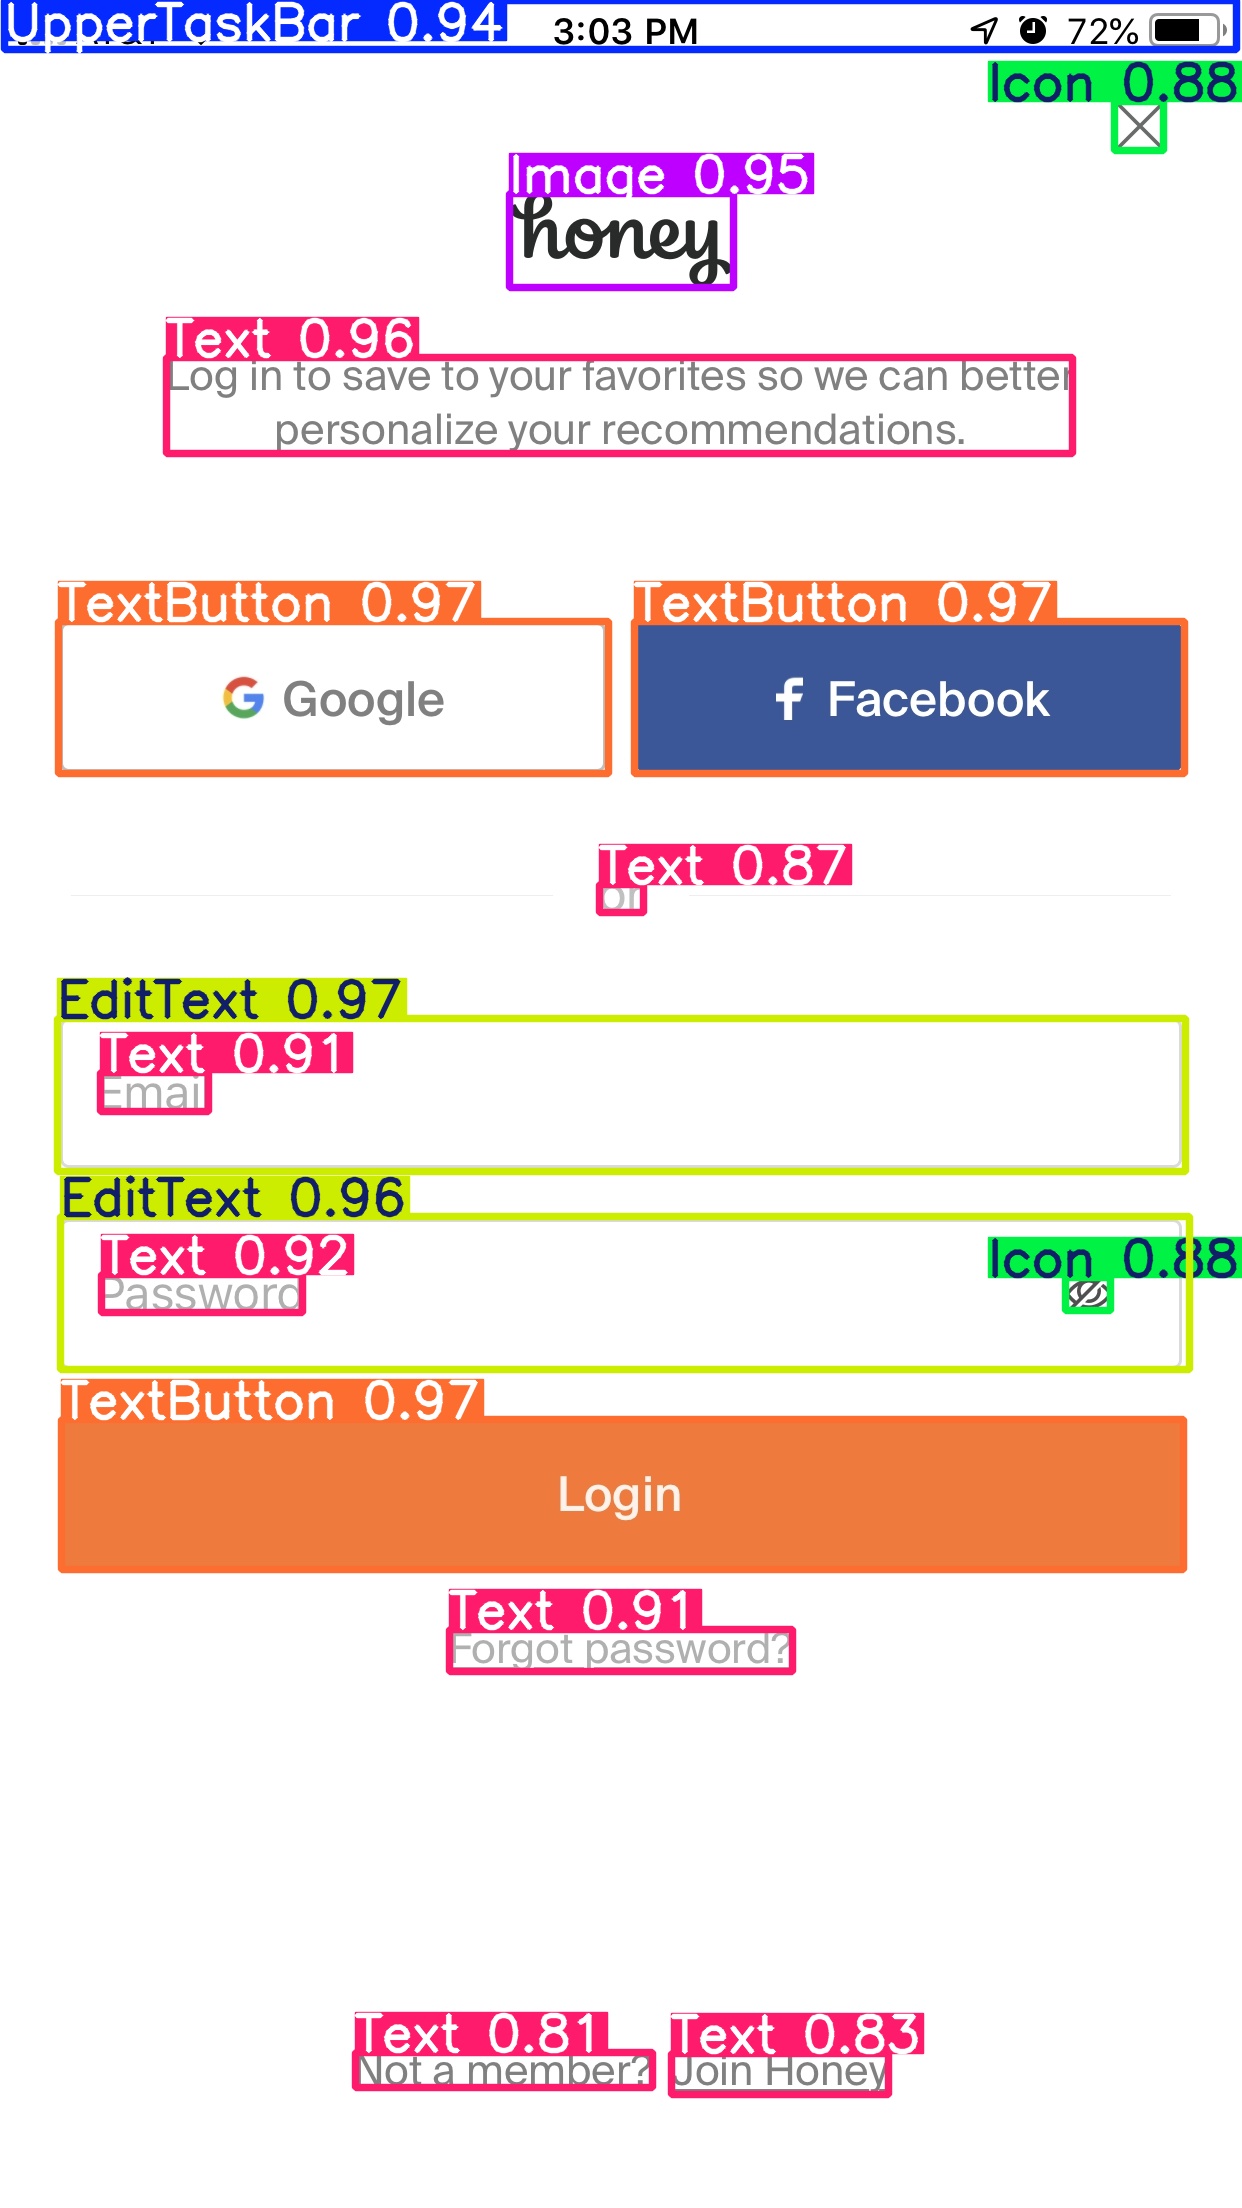 UpperTaskBar 0.94
3:03 PM
72%
Icon 0.88
Image 0.95
honey
Text 0.96
Log in to save to your favorites so we can better
personalize your recommendations.
TextButton 0.97
TextButton 0.97
Google
Facebook
Text 0.87
or
EditText 0.97
Text 0.91
Email
EditText 0.96
Text 0.92
Icon 0.88
Password
TextButton 0.97
Login
Text 0.91
Forgot password?
Text 0.81
Text 0.83
Not a member?
Join Honey